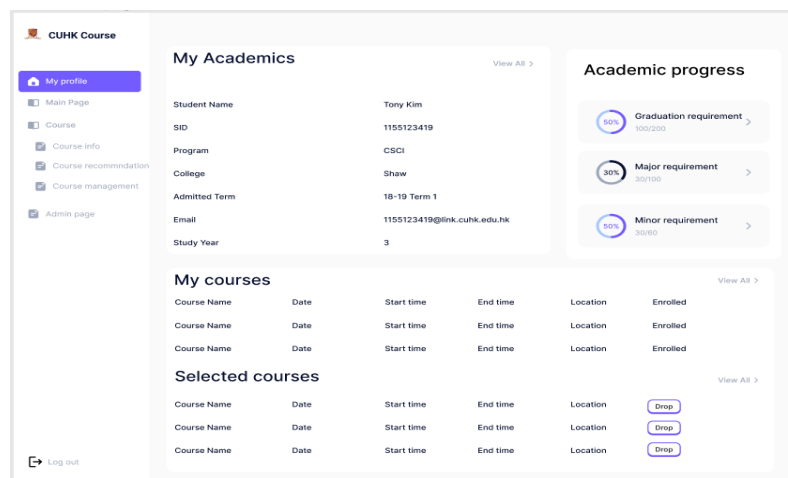 CUHK Course
My profile
Main Page
Course
Course info
Course recommndation
Course management
Admin page
Log out
My Academics
View All >
Student Name Tony Kim
SID 1155123419
Program CSCI
College Shaw
Admitted Term 18-19 Term 1
Email 1155123419@link.cuhk.edu.hk
Study Year 3
Academic progress
50% Graduation requirement
100/200
30% Major requirement
30/100
50% Minor requirement
30/60
My courses
View All >
Course Name Date Start time End time Location Enrolled
Course Name Date Start time End time Location Enrolled
Course Name Date Start time End time Location Enrolled
Selected courses
View All >
Course Name Date Start time End time Location Drop
Course Name Date Start time End time Location Drop
Course Name Date Start time End time Location Drop